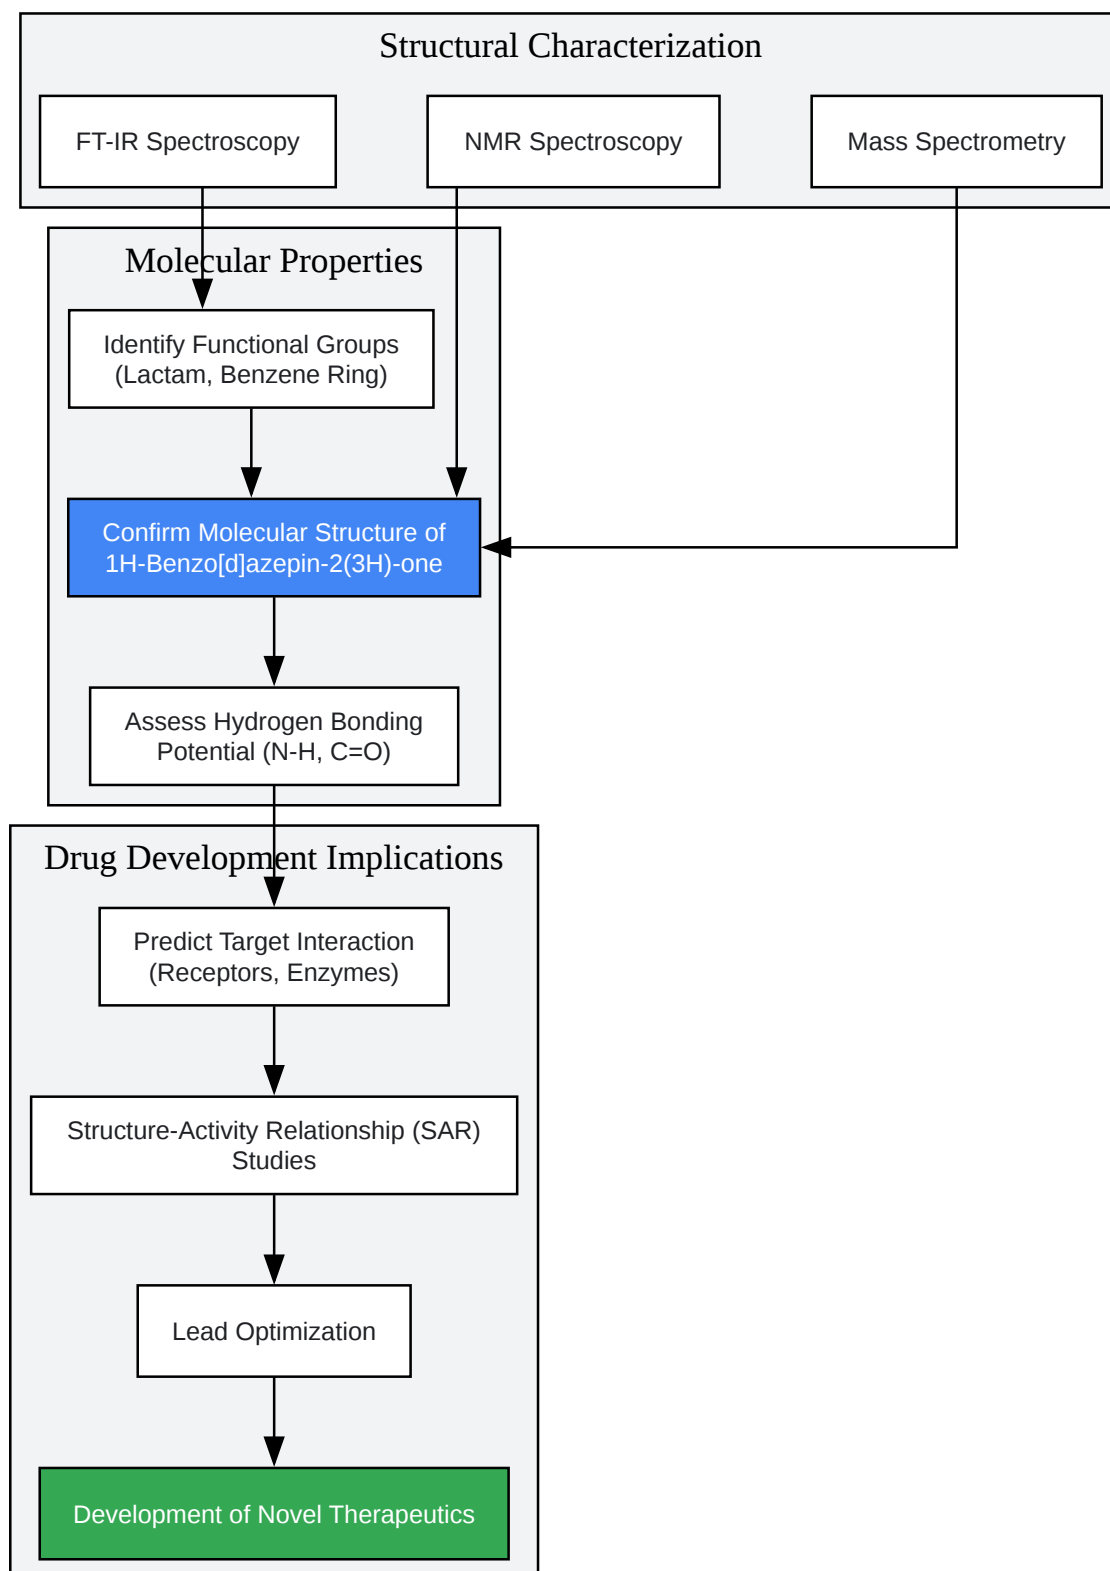 Structural Characterization
FT-IR Spectroscopy
NMR Spectroscopy
Mass Spectrometry
Molecular Properties
Identify Functional Groups
(Lactam, Benzene Ring)
Confirm Molecular Structure of
1H-Benzo[d]azepin-2(3H)-one
Assess Hydrogen Bonding
Potential (N-H, C=O)
Drug Development Implications
Predict Target Interaction
(Receptors, Enzymes)
Structure-Activity Relationship (SAR)
Studies
Lead Optimization
Development of Novel Therapeutics